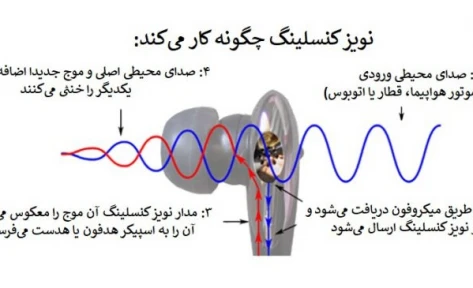 نویز کنسلینگ چگونه کار می‌کند:
: صدای محیطی ورودی
موتور هواپیما، قطار یا اتوبوس)
طریق میکروفون دریافت می‌شود و
نویز کنسلینگ ارسال می‌شود
۳: مدار نویز کنسلینگ آن موج را معکوس
آن را به اسپیکر هدفون یا هدست
۴: صدای محیطی اصلی و موج جدیدا اضافه
یکدیگر را خنثی می‌کنند